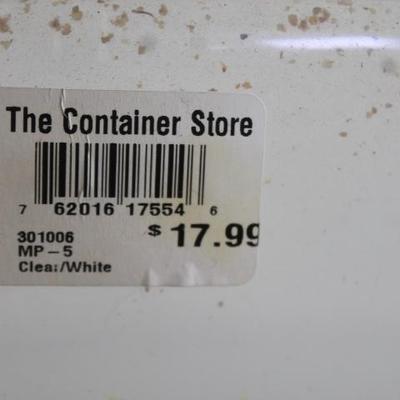 The Container Store
7 62016 17554 6
301006 $ 17.99
MP-5
Clear/White